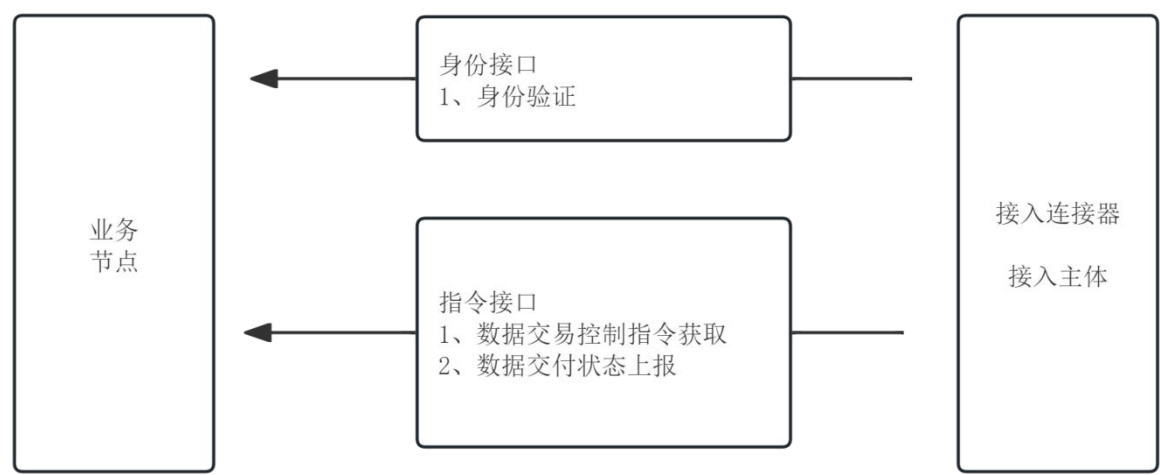 业务
节点
身份接口
1、身份验证
指令接口
1、数据交易控制指令获取
2、数据交付状态上报
接入连接器
接入主体